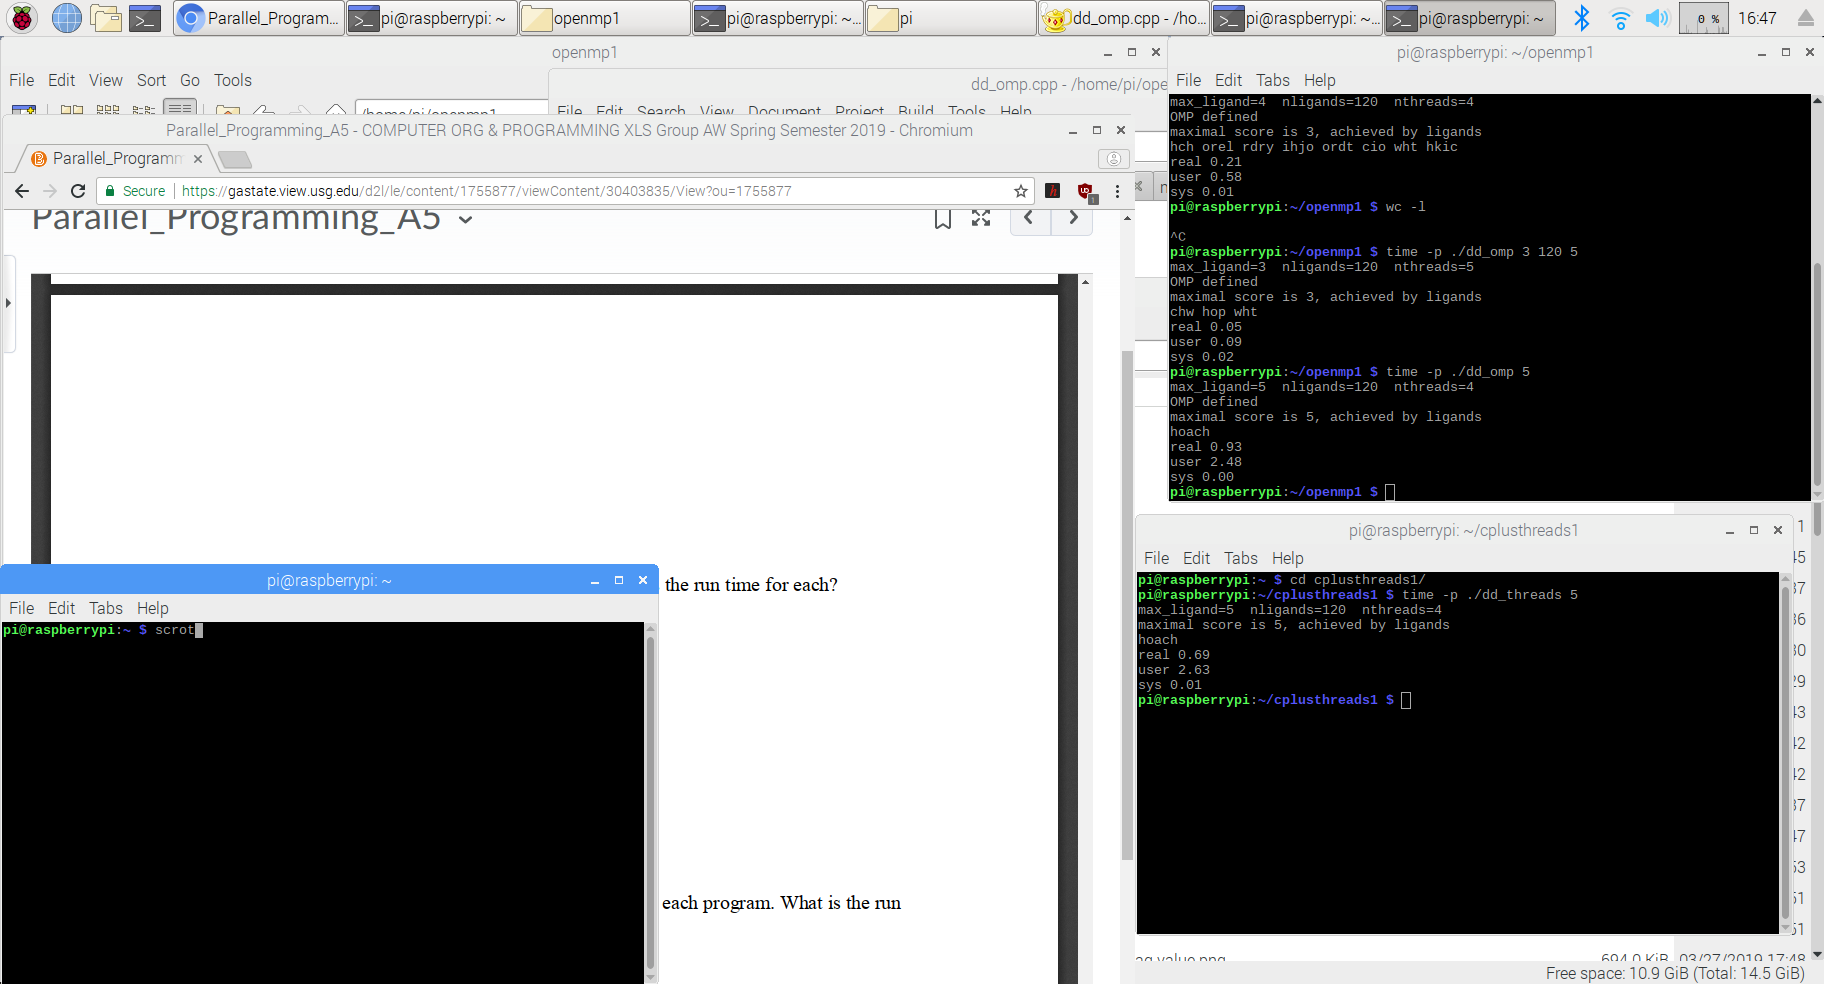 Parallel_Program...
pi@raspberrypi: ~
openmp1
pi@raspberrypi: ~...
pi
dd_omp.cpp - /ho...
pi@raspberrypi: ~...
pi@raspberrypi: ~
0 %
16:47
openmp1
File Edit View Sort Go Tools
/home/pi/openmp1
dd_omp.cpp - /home/pi/ope
File Edit Search View Document Project Build Tools Help
Parallel_Programming_A5 - COMPUTER ORG & PROGRAMMING XLS Group AW Spring Semester 2019 - Chromium
Parallel_Programm
Secure
https://gastate.view.usg.edu/d2l/le/content/1755877/viewContent/30403835/View?ou=1755877
Parallel_Programming_A5
the run time for each?
each program. What is the run
pi@raspberrypi: ~
File Edit Tabs Help
pi@raspberrypi:~ $ scrot
pi@raspberrypi: ~/openmp1
File Edit Tabs Help
max_ligand=4  nligands=120  nthreads=4
OMP defined
maximal score is 3, achieved by ligands
hch orel rdry ihjo ordt cio wht hkic
real 0.21
user 0.58
sys 0.01
pi@raspberrypi:~/openmp1 $ wc -l
^C
pi@raspberrypi:~/openmp1 $ time -p ./dd_omp 3 120 5
max_ligand=3  nligands=120  nthreads=5
OMP defined
maximal score is 3, achieved by ligands
chw hop wht
real 0.05
user 0.09
sys 0.02
pi@raspberrypi:~/openmp1 $ time -p ./dd_omp 5
max_ligand=5  nligands=120  nthreads=4
OMP defined
maximal score is 5, achieved by ligands
hoach
real 0.93
user 2.48
sys 0.00
pi@raspberrypi:~/openmp1 $
pi@raspberrypi: ~/cplusthreads1
File Edit Tabs Help
pi@raspberrypi:~ $ cd cplusthreads1/
pi@raspberrypi:~/cplusthreads1 $ time -p ./dd_threads 5
max_ligand=5  nligands=120  nthreads=4
maximal score is 5, achieved by ligands
hoach
real 0.69
user 2.63
sys 0.01
pi@raspberrypi:~/cplusthreads1 $
694.0 KiB 03/27/2019 17:48
Free space: 10.9 GiB (Total: 14.5 GiB)